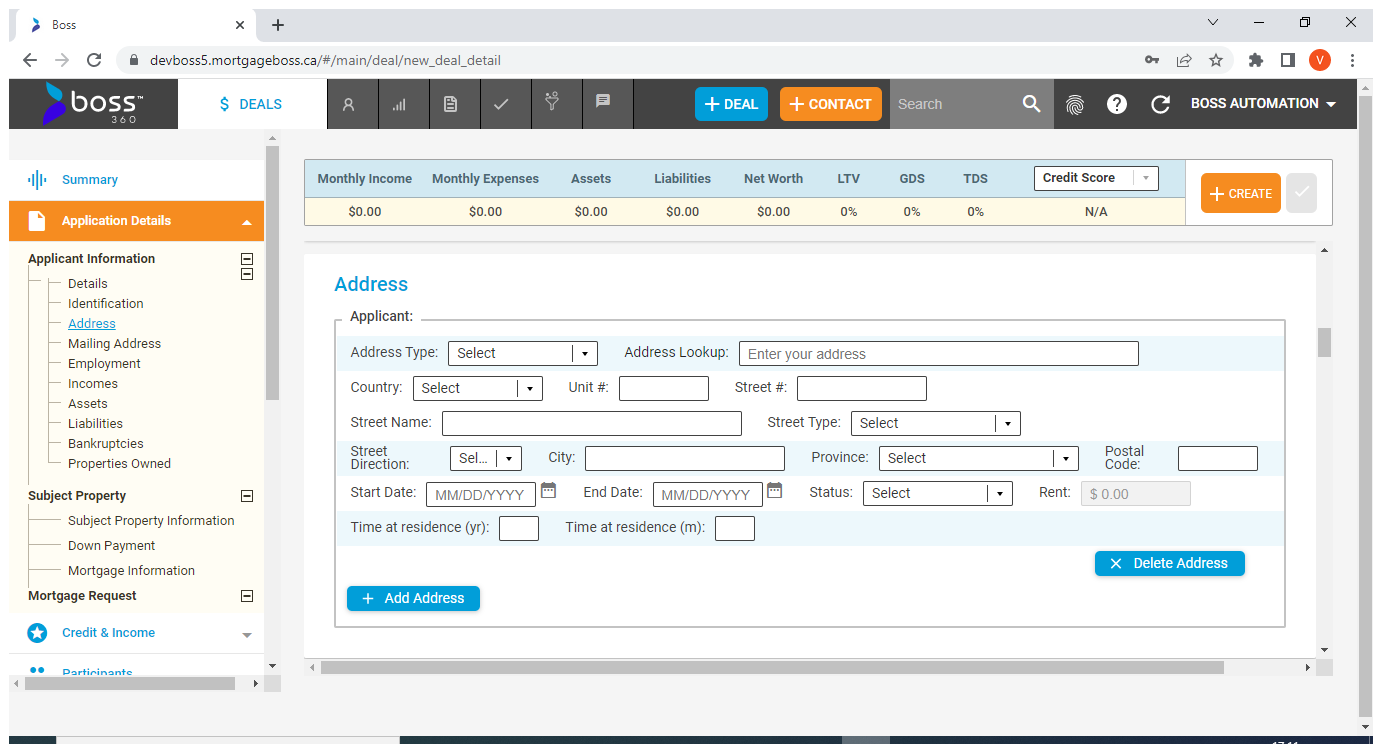 Boss
devboss5.mortgageboss.ca/#/main/deal/new_deal_detail
V
boss™
360
$ DEALS
+ DEAL
+ CONTACT
Search
BOSS AUTOMATION
Summary
Application Details
Applicant Information
Details
Identification
Address
Mailing Address
Employment
Incomes
Assets
Liabilities
Bankruptcies
Properties Owned
Subject Property
Subject Property Information
Down Payment
Mortgage Information
Mortgage Request
Credit & Income
Participants
Monthly Income Monthly Expenses Assets Liabilities Net Worth LTV GDS TDS Credit Score
$0.00 $0.00 $0.00 $0.00 $0.00 0% 0% 0% N/A
+ CREATE
Address
Applicant:
Address Type: Select Address Lookup: Enter your address
Country: Select Unit #: Street #:
Street Name: Street Type: Select
Street Direction: Sel... City: Province: Select Postal Code:
Start Date: MM/DD/YYYY End Date: MM/DD/YYYY Status: Select Rent: $ 0.00
Time at residence (yr): Time at residence (m):
× Delete Address
+ Add Address